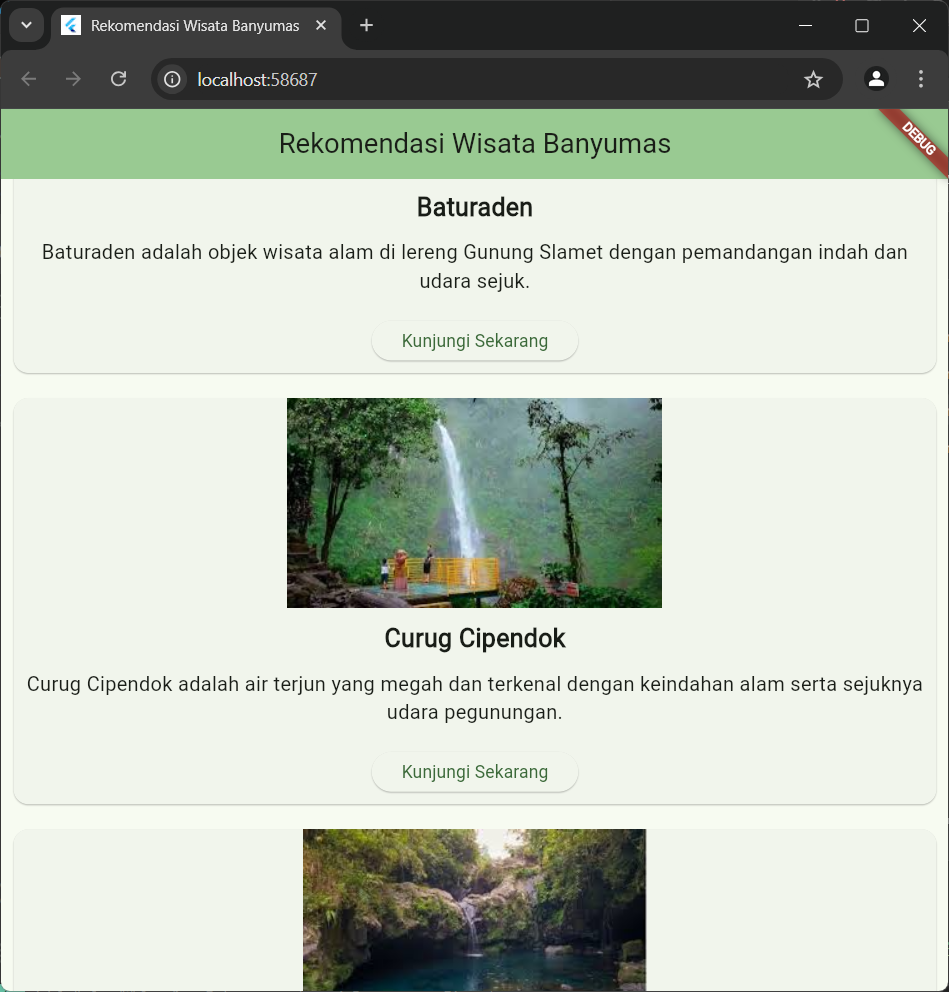 Rekomendasi Wisata Banyumas
localhost:58687
Rekomendasi Wisata Banyumas
DEBUG
Baturaden
Baturaden adalah objek wisata alam di lereng Gunung Slamet dengan pemandangan indah dan
udara sejuk.
Kunjungi Sekarang
Curug Cipendok
Curug Cipendok adalah air terjun yang megah dan terkenal dengan keindahan alam serta sejuknya
udara pegunungan.
Kunjungi Sekarang